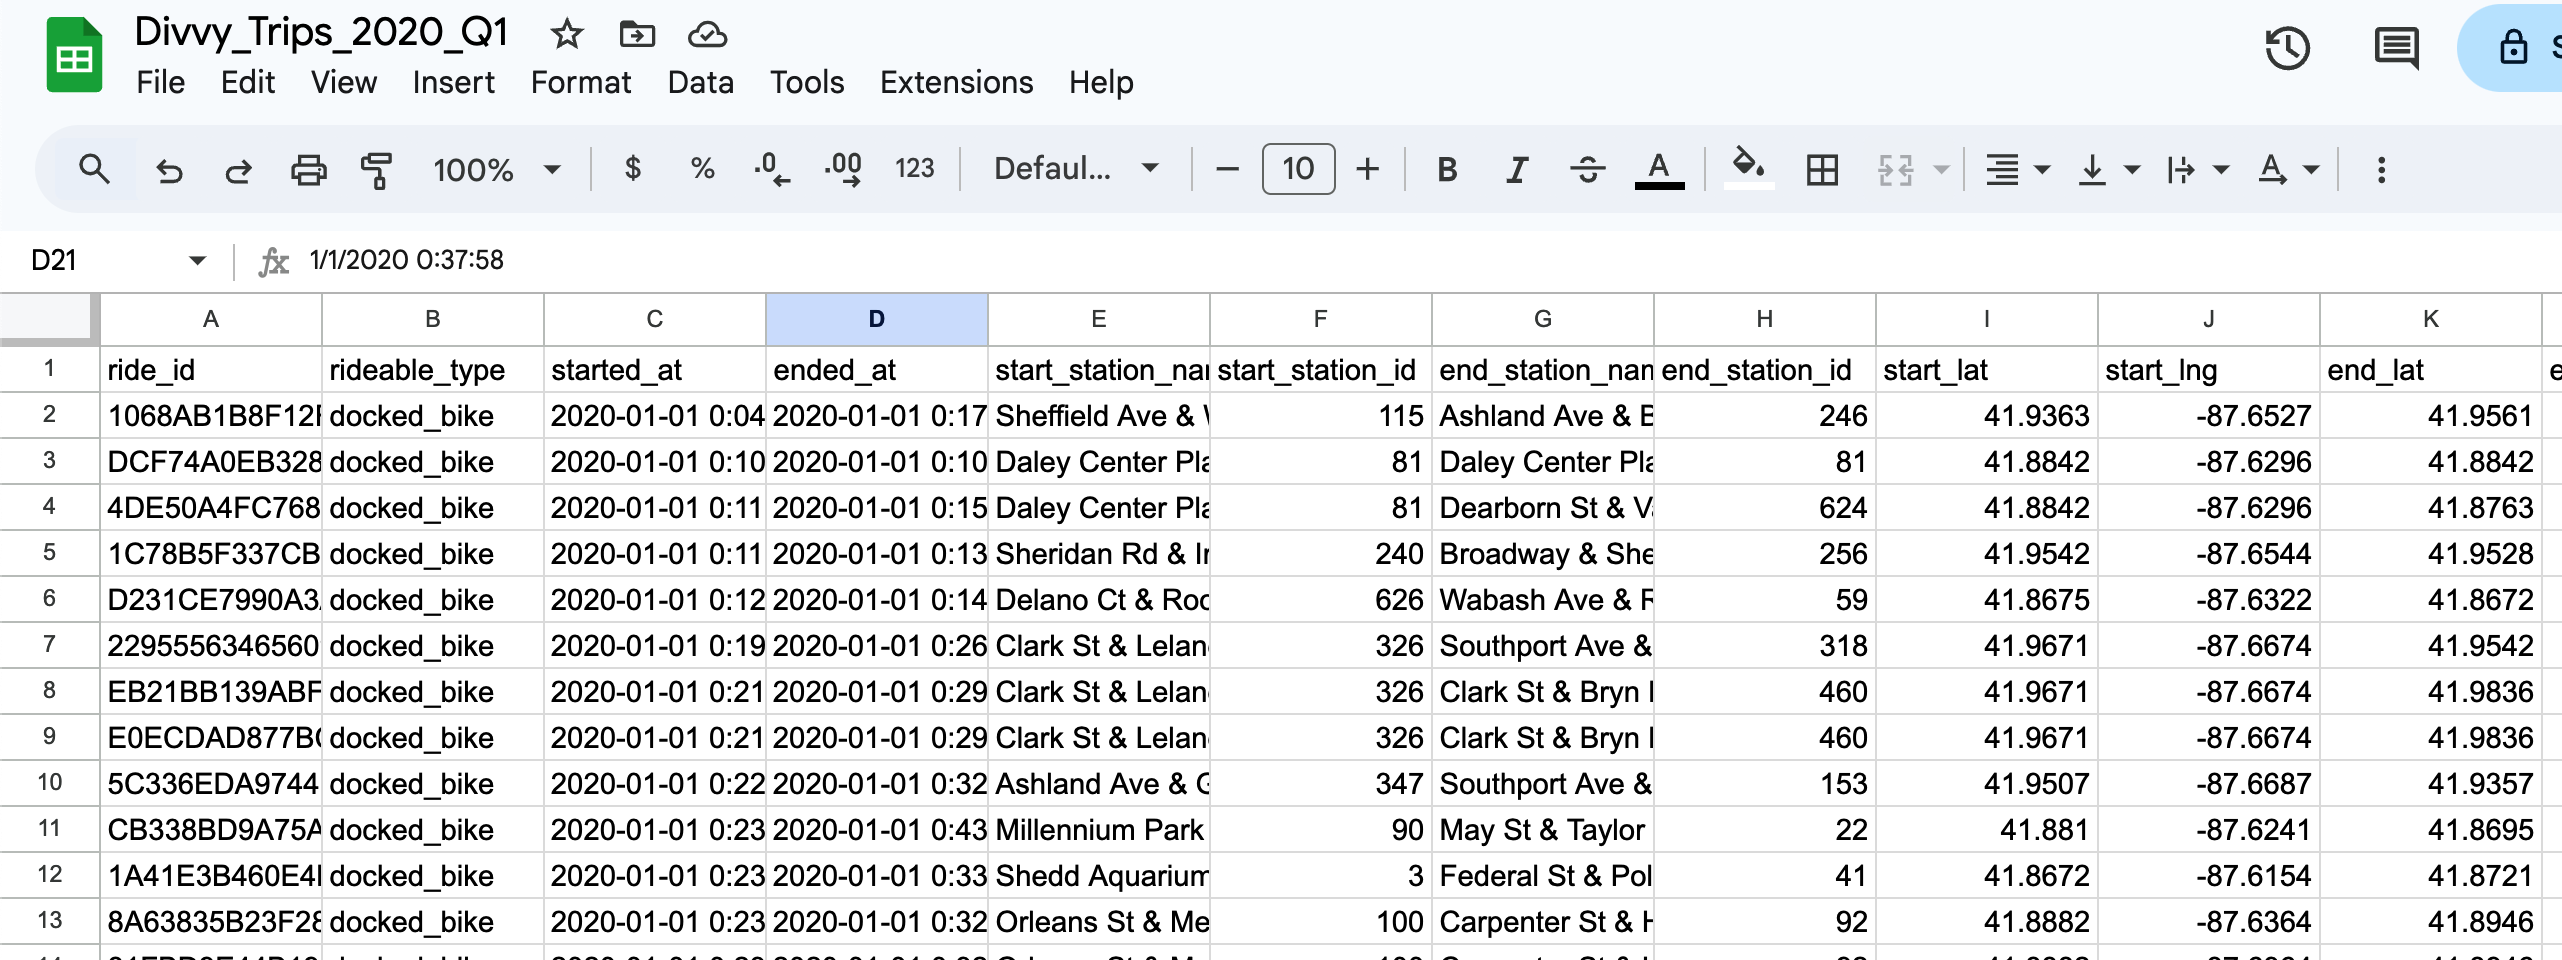 Divvy_Trips_2020_Q1
File Edit View Insert Format Data Tools Extensions Help
100% $ % .0 .00 123 Defaul... − 10 + B I A A
D21 fx 1/1/2020 0:37:58
A B C D E F G H I J K
1 ride_id rideable_type started_at ended_at start_station_nar start_station_id end_station_nam end_station_id start_lat start_lng end_lat
2 1068AB1B8F12 docked_bike 2020-01-01 0:04 2020-01-01 0:17 Sheffield Ave & 115 Ashland Ave & B 246 41.9363 -87.6527 41.9561
3 DCF74A0EB328 docked_bike 2020-01-01 0:10 2020-01-01 0:10 Daley Center Pla 81 Daley Center Pla 81 41.8842 -87.6296 41.8842
4 4DE50A4FC768 docked_bike 2020-01-01 0:11 2020-01-01 0:15 Daley Center Pla 81 Dearborn St & Va 624 41.8842 -87.6296 41.8763
5 1C78B5F337CB docked_bike 2020-01-01 0:11 2020-01-01 0:13 Sheridan Rd & Ir 240 Broadway & She 256 41.9542 -87.6544 41.9528
6 D231CE7990A3 docked_bike 2020-01-01 0:12 2020-01-01 0:14 Delano Ct & Roo 626 Wabash Ave & R 59 41.8675 -87.6322 41.8672
7 2295556346560 docked_bike 2020-01-01 0:19 2020-01-01 0:26 Clark St & Lelan 326 Southport Ave & 318 41.9671 -87.6674 41.9542
8 EB21BB139ABF docked_bike 2020-01-01 0:21 2020-01-01 0:29 Clark St & Lelan 326 Clark St & Bryn 460 41.9671 -87.6674 41.9836
9 E0ECDAD877B docked_bike 2020-01-01 0:21 2020-01-01 0:29 Clark St & Lelan 326 Clark St & Bryn 460 41.9671 -87.6674 41.9836
10 5C336EDA9744 docked_bike 2020-01-01 0:22 2020-01-01 0:32 Ashland Ave & G 347 Southport Ave & 153 41.9507 -87.6687 41.9357
11 CB338BD9A75A docked_bike 2020-01-01 0:23 2020-01-01 0:43 Millennium Park 90 May St & Taylor 22 41.881 -87.6241 41.8695
12 1A41E3B460E4 docked_bike 2020-01-01 0:23 2020-01-01 0:33 Shedd Aquarium 3 Federal St & Pol 41 41.8672 -87.6154 41.8721
13 8A63835B23F28 docked_bike 2020-01-01 0:23 2020-01-01 0:32 Orleans St & Me 100 Carpenter St & H 92 41.8882 -87.6364 41.8946